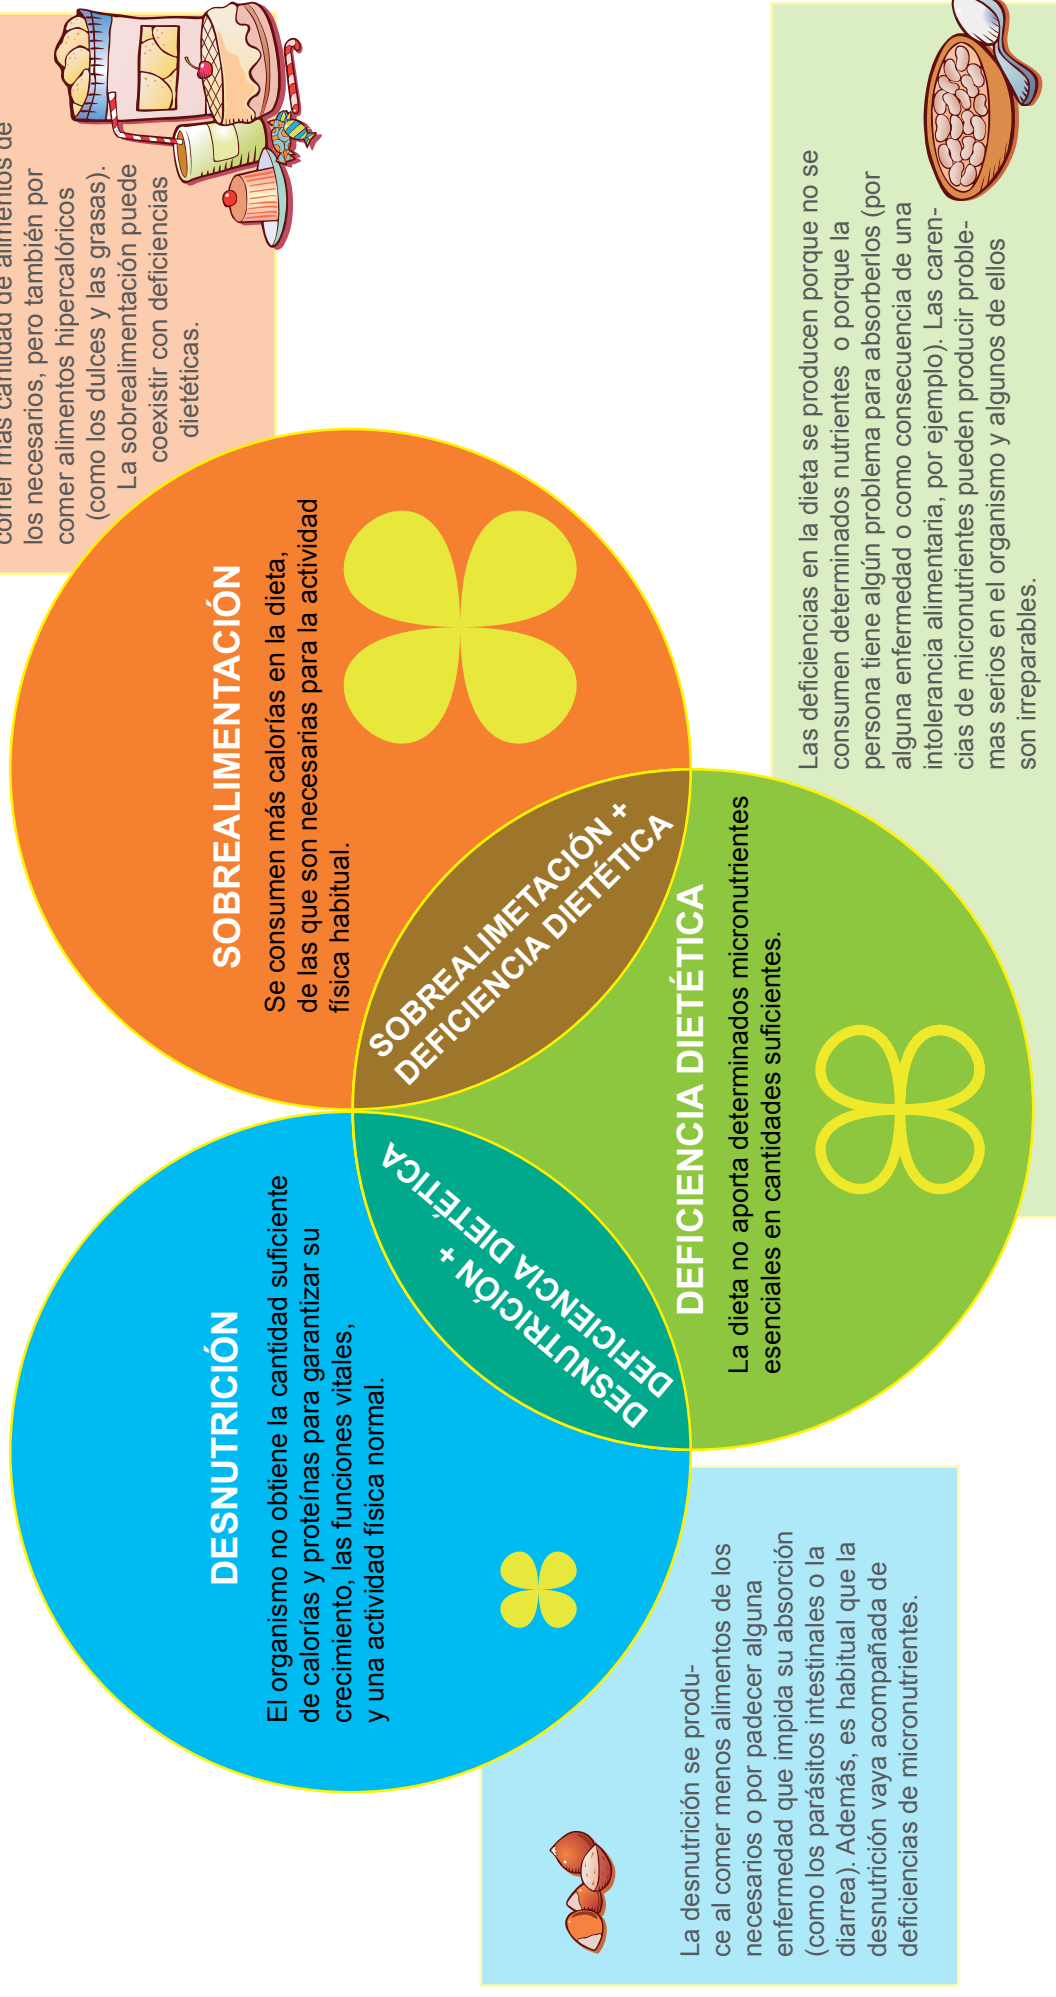 DESNUTRICIÓN
El organismo no obtiene la cantidad suficiente
de calorías y proteínas para garantizar su
crecimiento, las funciones vitales,
y una actividad física normal.
La desnutrición se produ-
ce al comer menos alimentos de los
necesarios o por padecer alguna
enfermedad que impida su absorción
(como los parásitos intestinales o la
diarrea). Además, es habitual que la
desnutrición vaya acompañada de
deficiencias de micronutrientes.
DESNUTRICIÓN +
DEFICIENCIA DIETÉTICA
SOBREALIMENTACIÓN
Se consumen más calorías en la dieta,
de las que son necesarias para la actividad
física habitual.
comer más cantidad de alimentos de
los necesarios, pero también por
comer alimentos hipercalóricos
(como los dulces y las grasas).
La sobrealimentación puede
coexistir con deficiencias
dietéticas.
SOBREALIMETACIÓN +
DEFICIENCIA DIETÉTICA
DEFICIENCIA DIETÉTICA
La dieta no aporta determinados micronutrientes
esenciales en cantidades suficientes.
Las deficiencias en la dieta se producen porque no se
consumen determinados nutrientes o porque la
persona tiene algún problema para absorberlos (por
alguna enfermedad o como consecuencia de una
intolerancia alimentaria, por ejemplo). Las caren-
cias de micronutrientes pueden producir proble-
mas serios en el organismo y algunos de ellos
son irreparables.